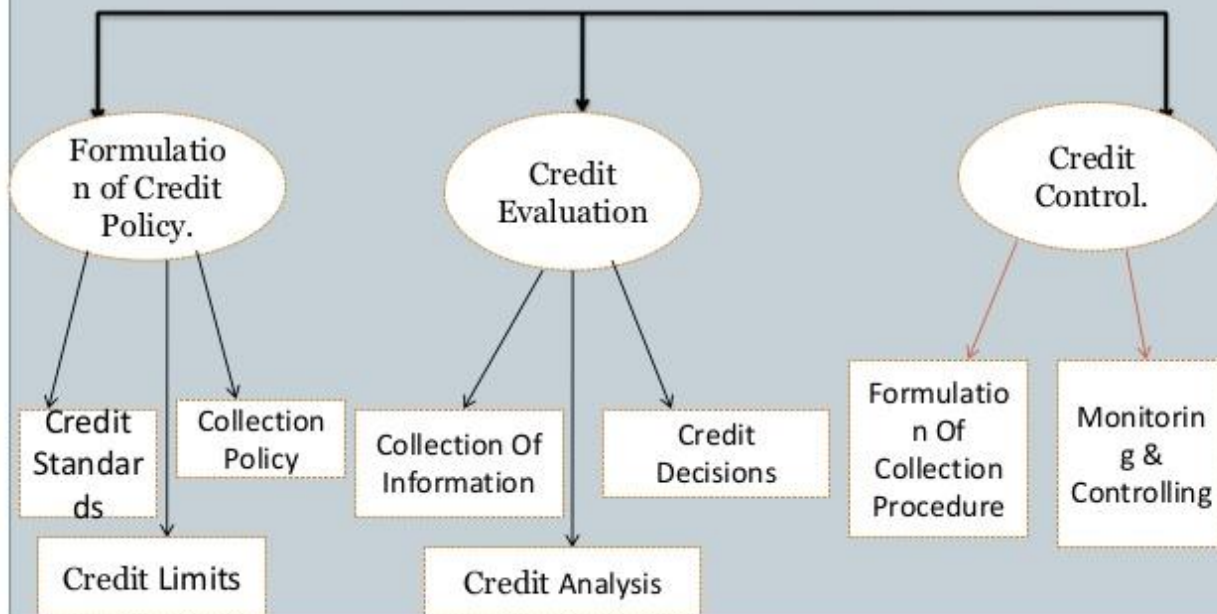 Formulatio
n of Credit
Policy.
Credit
Evaluation
Credit
Control.
Credit
Standar
ds
Collection
Policy
Credit Limits
Collection Of
Information
Credit
Decisions
Credit Analysis
Formulatio
n Of
Collection
Procedure
Monitorin
g &
Controlling